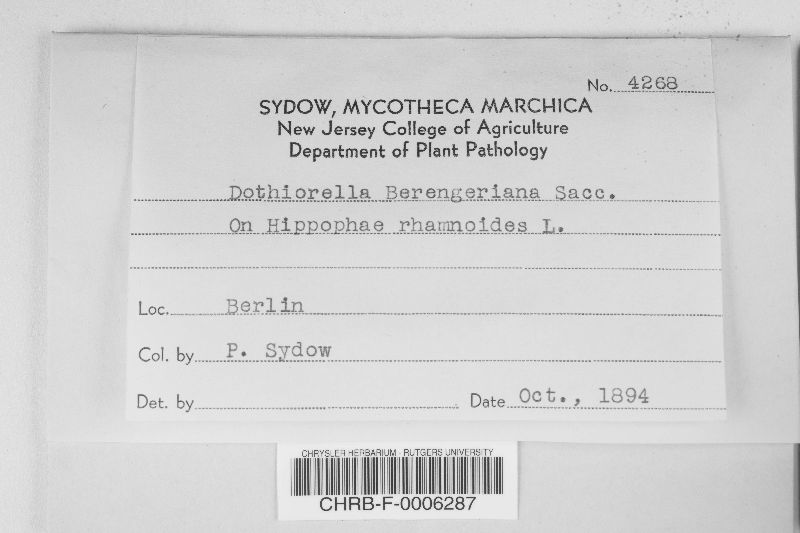 No. 4268
SYDOW, MYCOTHECA MARCHICA
New Jersey College of Agriculture
Department of Plant Pathology
Dothiorella Berengeriana Sacc.
On Hippophae rhamnoides L.
Loc. Berlin
Col. by P. Sydow
Det. by Date Oct., 1894
CHRYSLER HERBARIUM - RUTGERS UNIVERSITY
CHRB-F-0006287